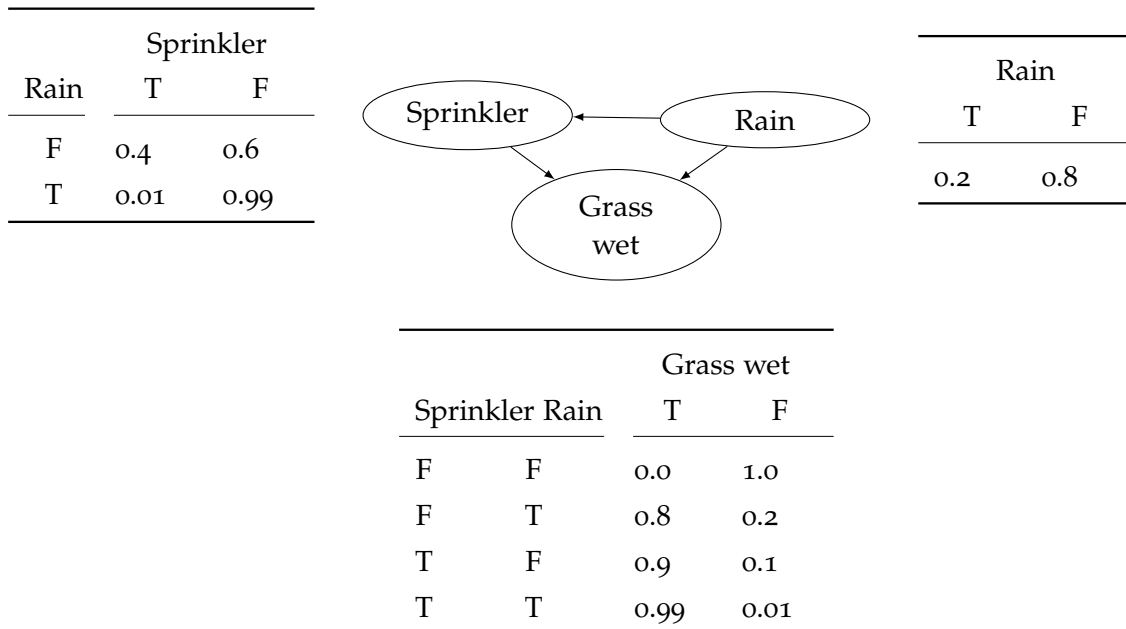 Sprinkler
Rain T F
F 0.4 0.6
T 0.01 0.99
Sprinkler
Rain
Grass
wet
Rain
T F
0.2 0.8
Grass wet
Sprinkler Rain T F
F F 0.0 1.0
F T 0.8 0.2
T F 0.9 0.1
T T 0.99 0.01